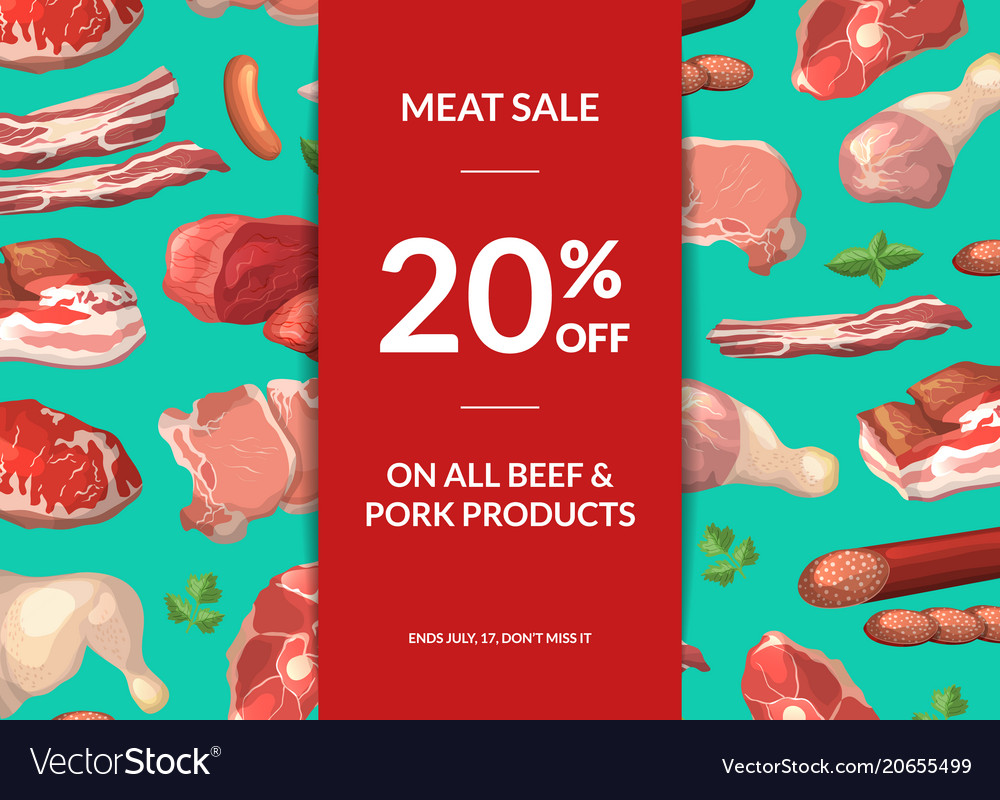 MEAT SALE
20% OFF
ON ALL BEEF &
PORK PRODUCTS
ENDS JULY, 17, DON'T MISS IT
VectorStock®
VectorStock.com/20655499